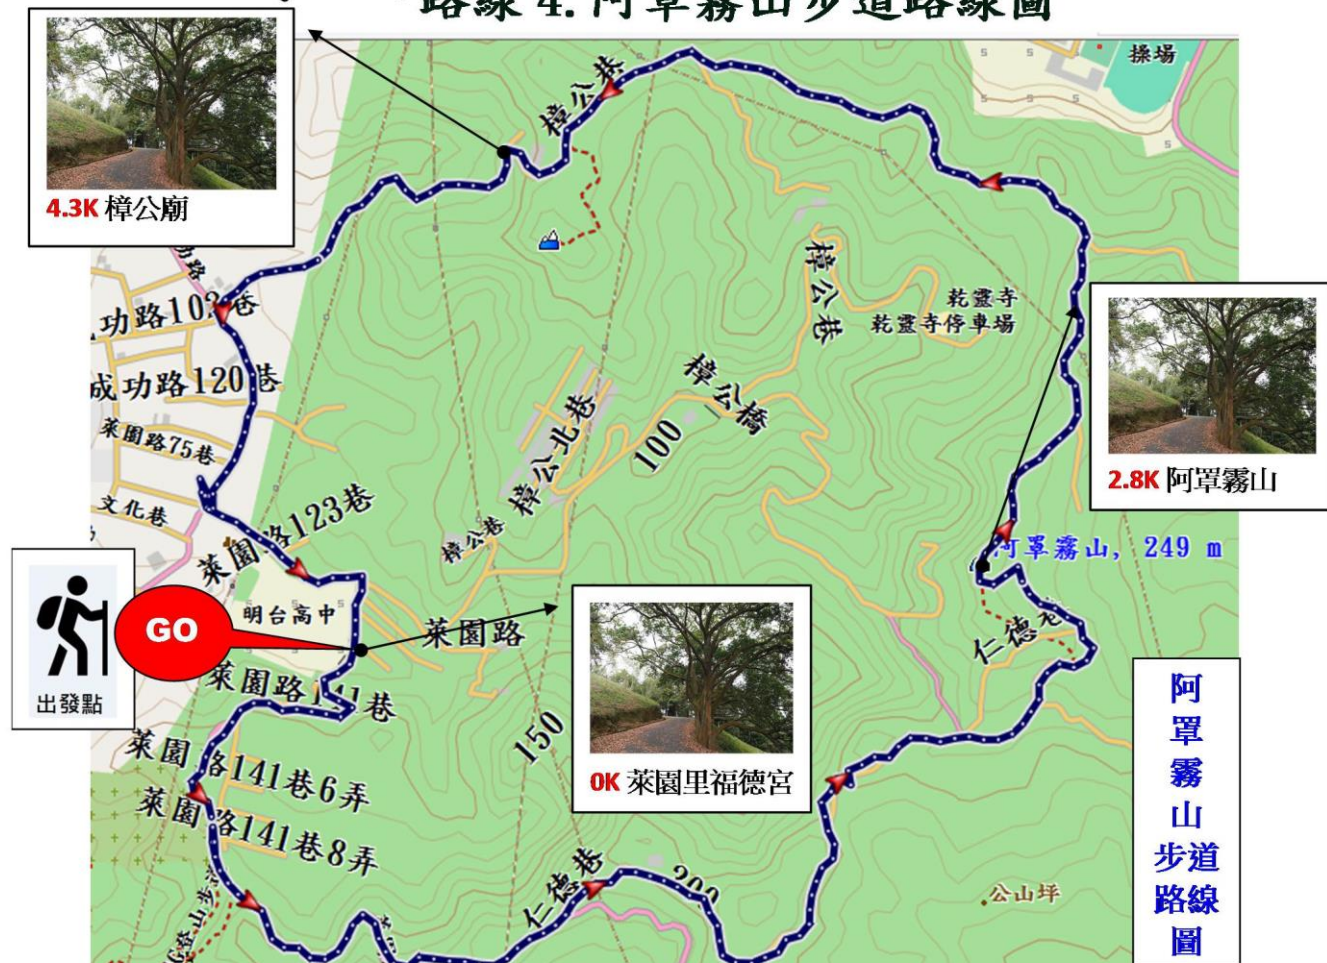 路線 4. 阿罩霧山步道路線圖
操場
樟公巷
4.3K 樟公廟
功路
功路102巷
成功路120巷
萊園路75巷
文化巷
萊園路123巷
樟公巷
乾靈寺
乾靈寺停車場
樟公橋
樟公北巷
100
樟公巷
2.8K 阿罩霧山
阿罩霧山, 249 m
仁德巷
GO
出發點
明台高中
萊園路
萊園路141巷
萊園路141巷6弄
萊園路141巷8弄
150
0K 萊園里福德宮
仁德巷
200
公山坪
登山步
阿
罩
霧
山
步道
路線
圖